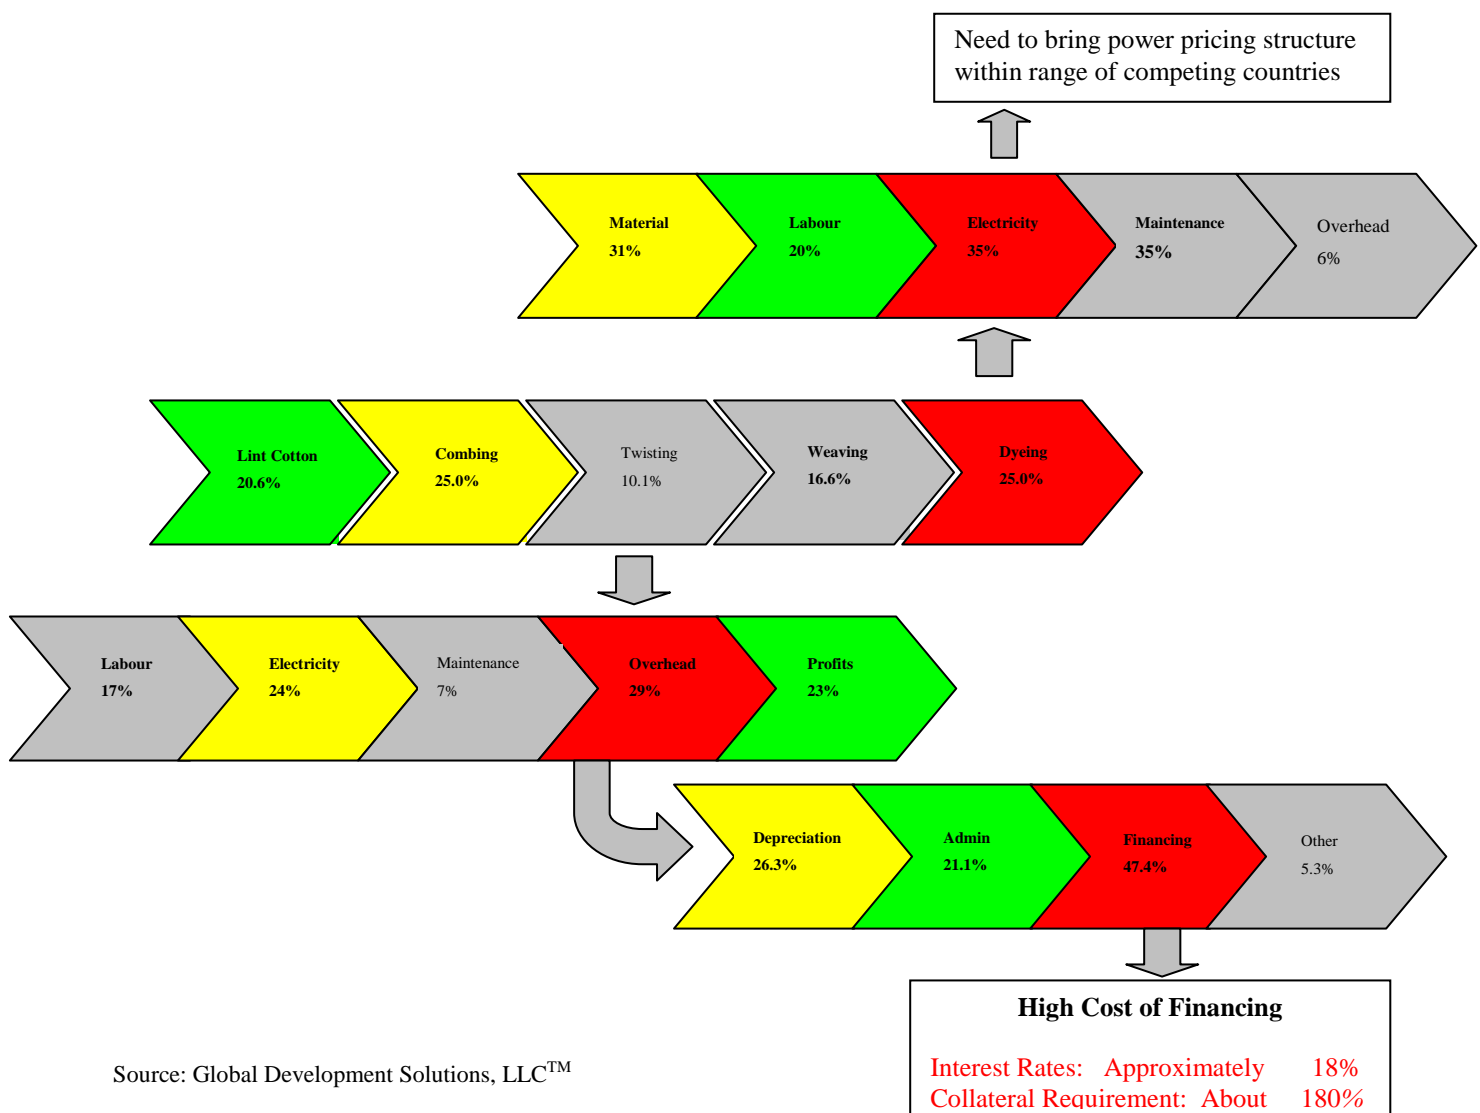 Need to bring power pricing structure
within range of competing countries
Material
31%
Labour
20%
Electricity
35%
Maintenance
35%
Overhead
6%
Lint Cotton
20.6%
Combing
25.0%
Twisting
10.1%
Weaving
16.6%
Dyeing
25.0%
Labour
17%
Electricity
24%
Maintenance
7%
Overhead
29%
Profits
23%
Depreciation
26.3%
Admin
21.1%
Financing
47.4%
Other
5.3%
High Cost of Financing
Interest Rates: Approximately 18%
Collateral Requirement: About 180%
Source: Global Development Solutions, LLC™